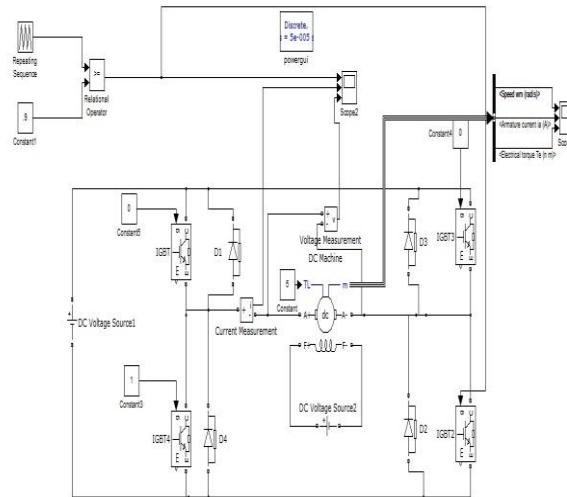 Discrete,
s = 5e-005
powergui
Repeating
Sequence
>=
Relational
Operator
.9
Constant1
Scope2
Constant4
0
<Speed wm (rad/s)>
<Armature current ia (A)>
<Electrical torque Te (n m)>
Scop
0
Constant5
IGBT
E
D1
+
-
v
Voltage Measurement
DC Machine
D3
IGBT3
E
5
Constant
TL
m
A+
dc
A-
+
-
i
Current Measurement
F+
F-
DC Voltage Source1
1
Constant3
IGBT4
E
D4
DC Voltage Source2
D2
IGBT2
E